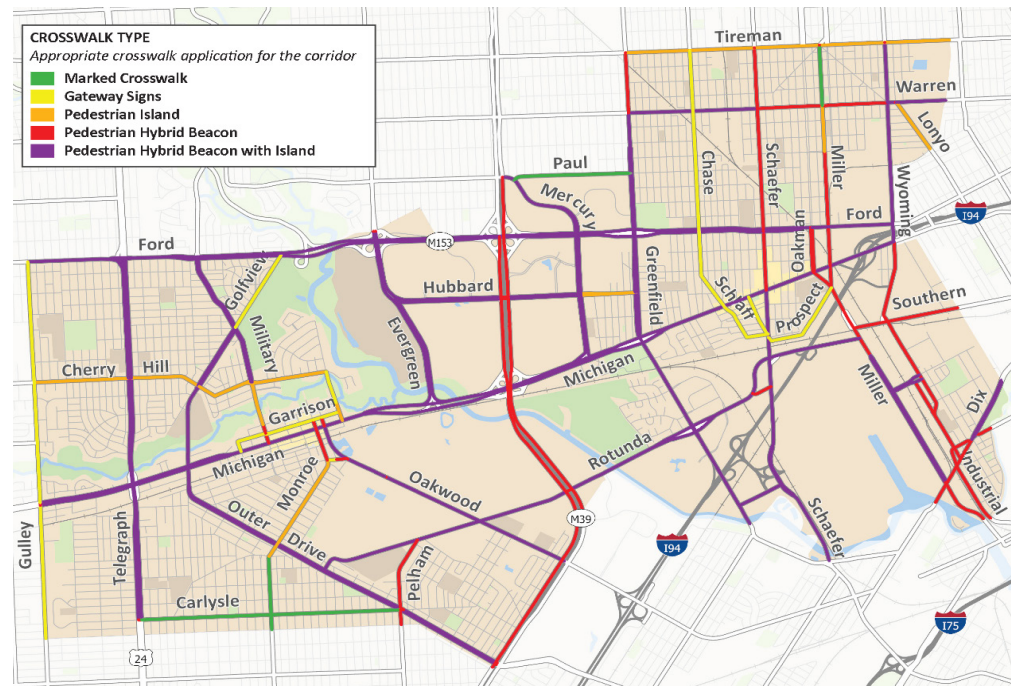 CROSSWALK TYPE
Appropriate crosswalk application for the corridor
Marked Crosswalk
Gateway Signs
Pedestrian Island
Pedestrian Hybrid Beacon
Pedestrian Hybrid Beacon with Island
Tireman
Warren
Lonyo
Paul
Mercury
Chase
Schaefer
Miller
Wyoming
I94
Ford
M153
Ford
Oakman
Greenfield
Golfview
Hubbard
Schlaff
Prospect
Southern
Evergreen
Military
Cherry Hill
Michigan
Miller
Dix
Garrison
Michigan
Rotunda
Industrial
Monroe
Oakwood
Outer Drive
M39
Schaefer
Gulley
Telegraph
I94
Pelham
Carlysle
I75
24